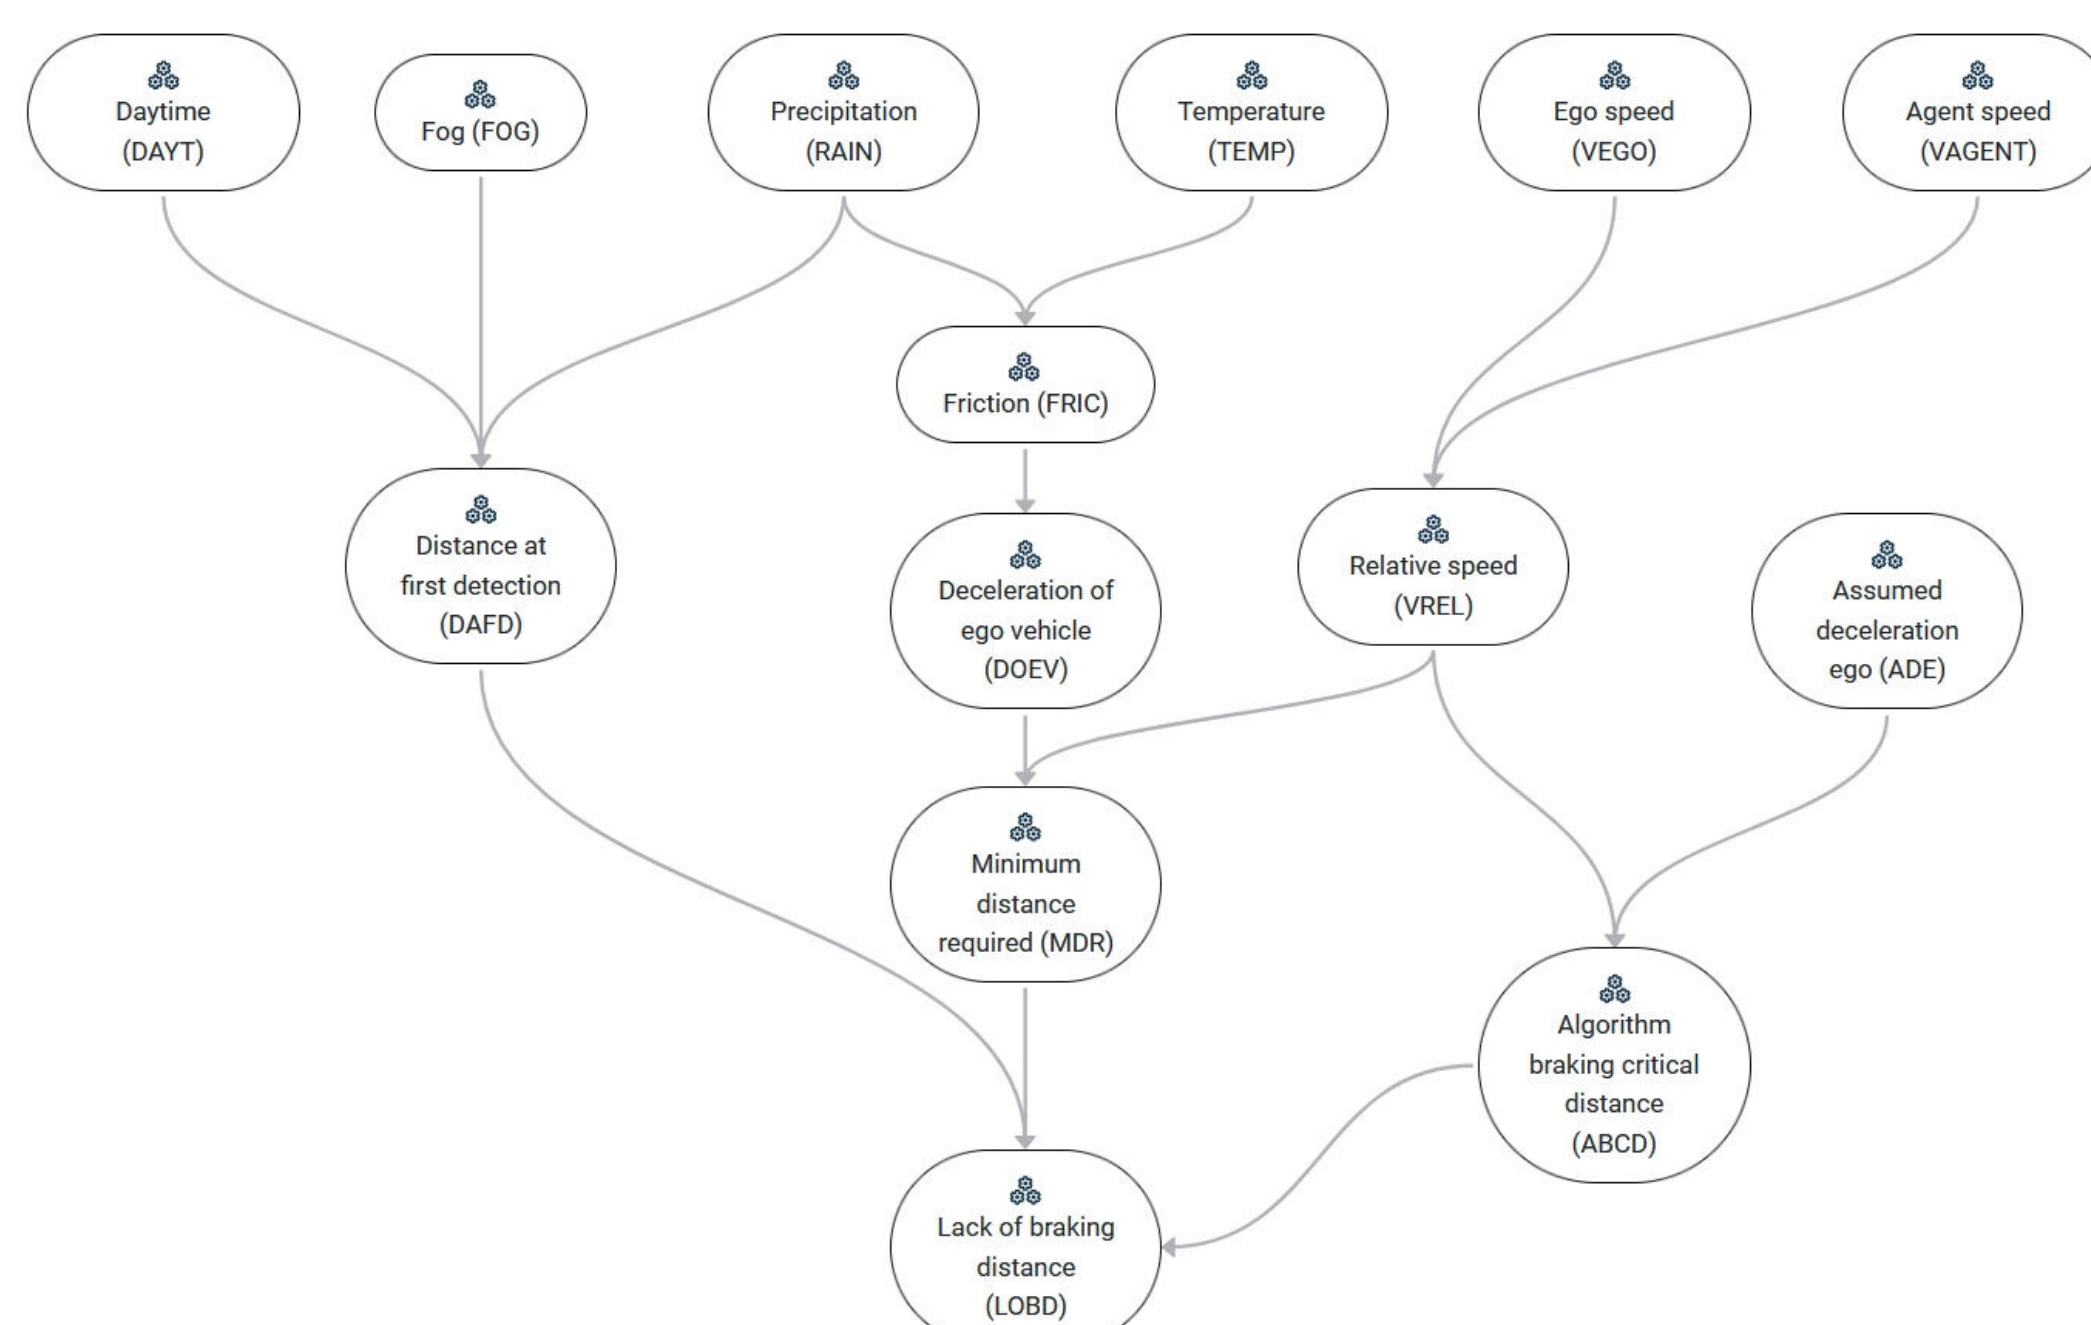 Daytime
(DAYT)
Fog (FOG)
Precipitation
(RAIN)
Temperature
(TEMP)
Ego speed
(VEGO)
Agent speed
(VAGENT)
Friction (FRIC)
Distance at
first detection
(DAFD)
Deceleration of
ego vehicle
(DOEV)
Relative speed
(VREL)
Assumed
deceleration
ego (ADE)
Minimum
distance
required (MDR)
Algorithm
braking critical
distance
(ABCD)
Lack of braking
distance
(LOBD)